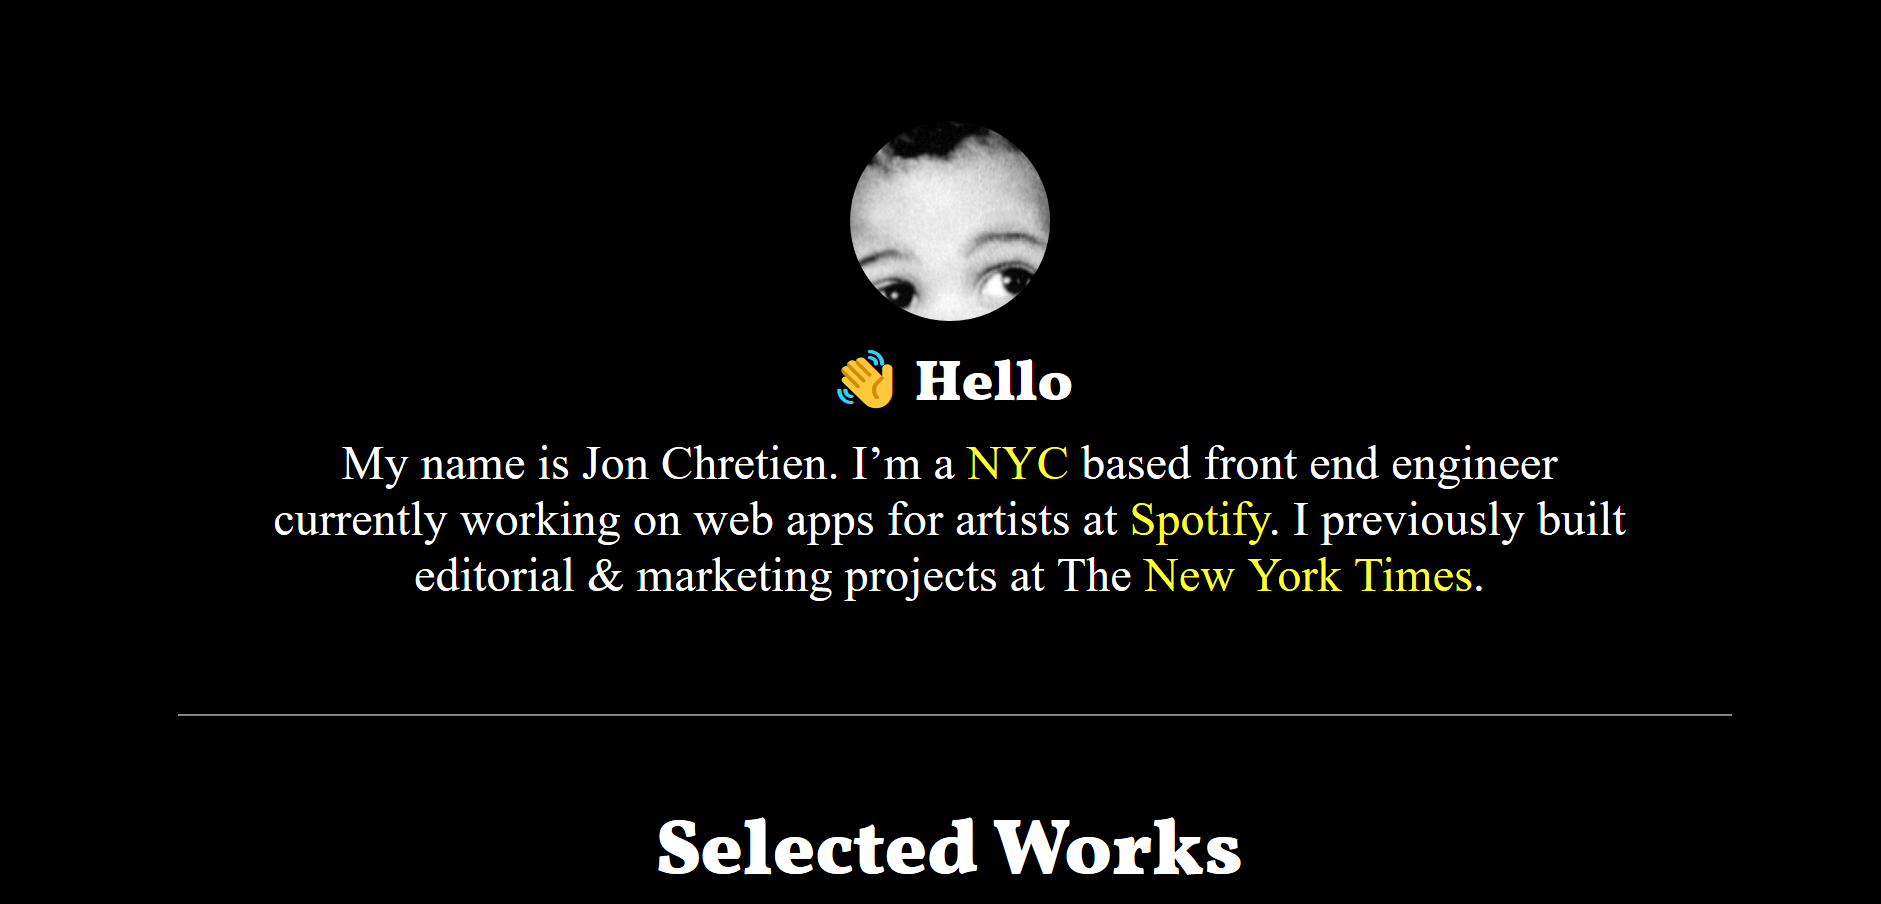 👋 Hello
My name is Jon Chretien. I’m a NYC based front end engineer
currently working on web apps for artists at Spotify. I previously built
editorial & marketing projects at The New York Times.
Selected Works